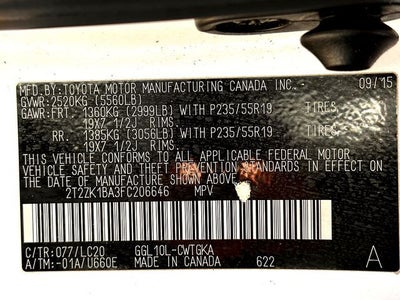 MFD.BY: TOYOTA MOTOR MANUFACTURING CANADA INC. 09/15
GVWR: 2520KG (5560LB)
GAWR: FRT. 1360KG (2999LB) WITH P235/55R19 TIRES,
19X7.1/2J RIMS.
RR. 1385KG (3056LB) WITH P235/55R19 TIRES,
19X7.1/2J RIMS.
THIS VEHICLE CONFORMS TO ALL APPLICABLE FEDERAL MOTOR
VEHICLE SAFETY AND THEFT PREVENTION STANDARDS IN EFFECT ON
THE DATE OF MANUFACTURE SHOWN ABOVE.
2T2ZK1BA3FC206646 MPV
C/TR: 077/LC20 GGL10L-CWTGKA
A/TM: -01A/U660E MADE IN CANADA 622 A